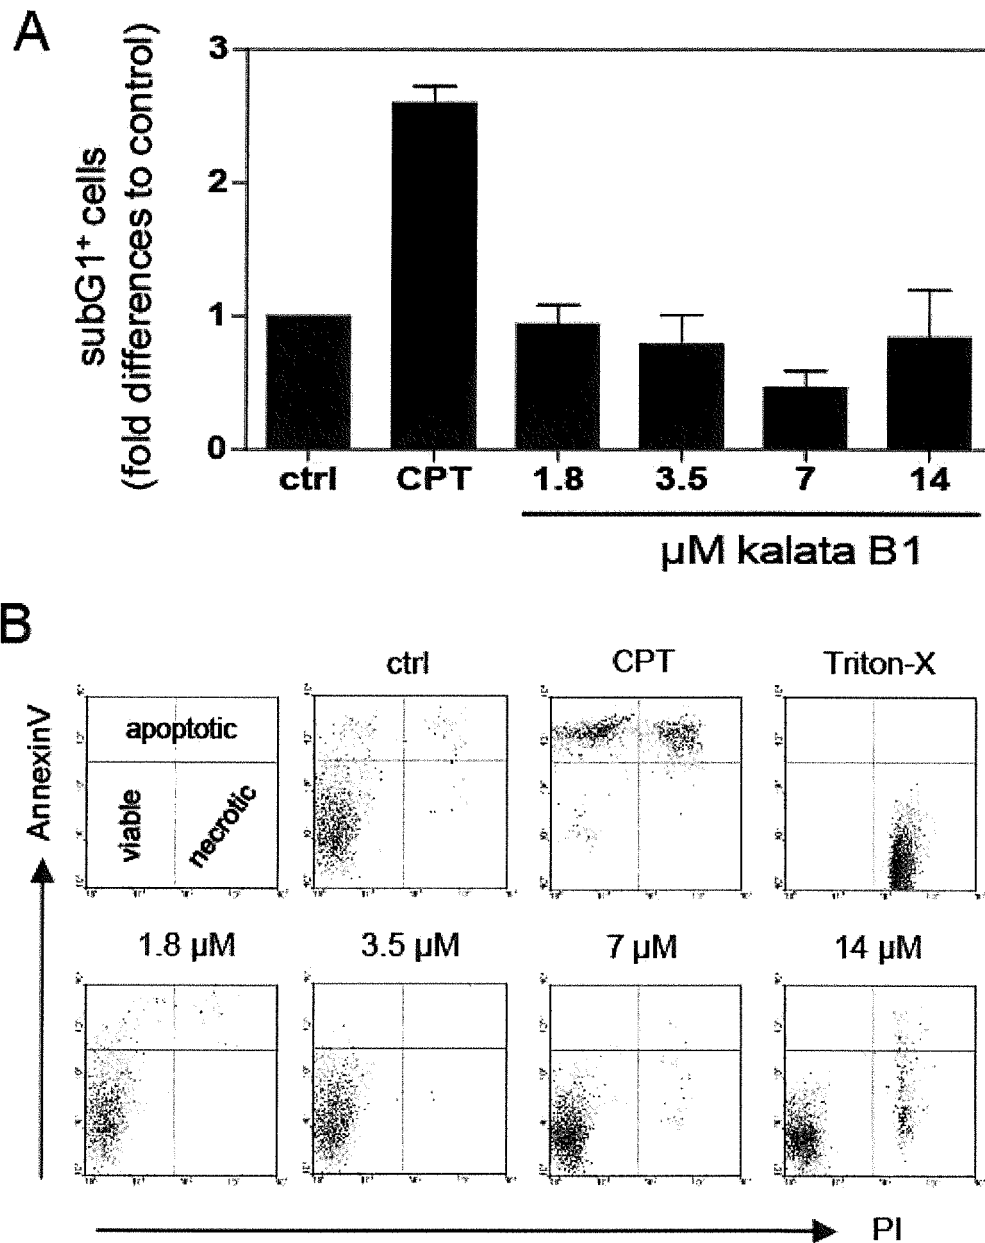 A
3
2
1
0
subG1⁺ cells
(fold differences to control)
ctrl
CPT
1.8
3.5
7
14
µM kalata B1
B
ctrl
CPT
Triton-X
AnnexinV
apoptotic
viable
necrotic
1.8 µM
3.5 µM
7 µM
14 µM
PI